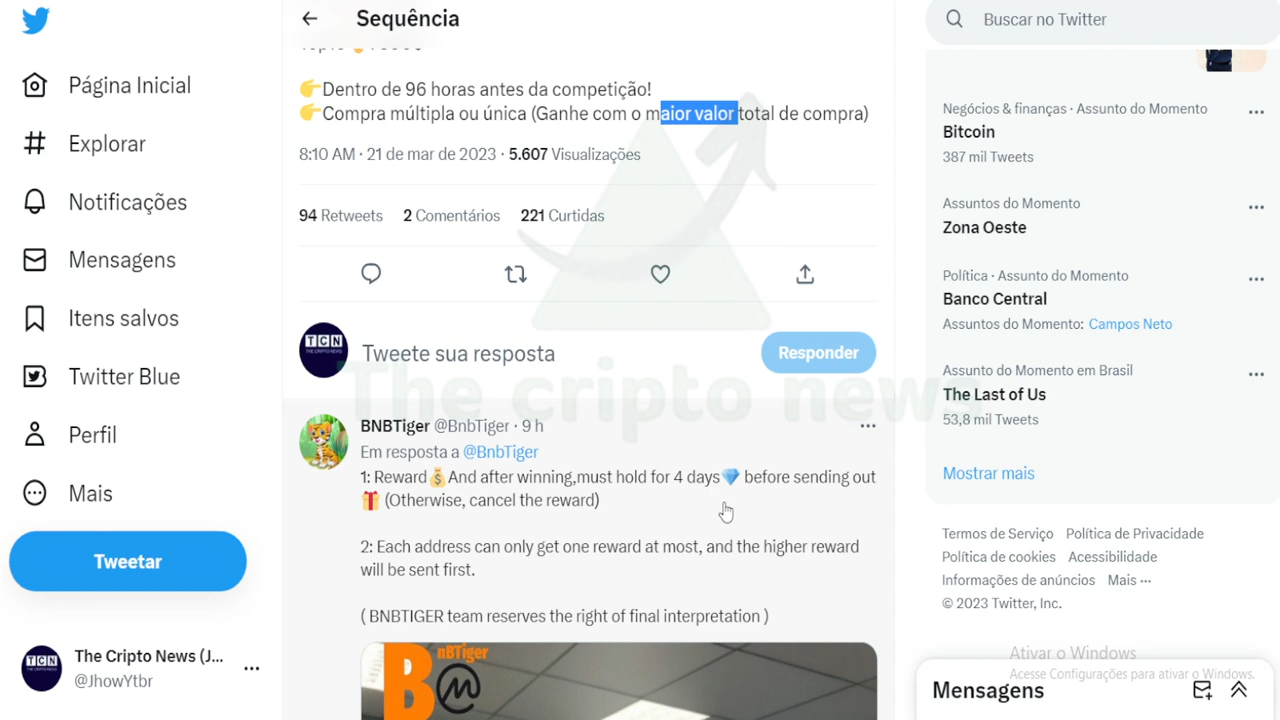 Sequência
Buscar no Twitter
Página Inicial
Explorar
Notificações
Mensagens
Itens salvos
Twitter Blue
Perfil
Mais
Tweetar
The Cripto News (J...
@JhowYtbr
👉Dentro de 96 horas antes da competição!
👉Compra múltipla ou única (Ganhe com o maior valor total de compra)
8:10 AM · 21 de mar de 2023 · 5.607 Visualizações
94 Retweets 2 Comentários 221 Curtidas
TCN
Tweete sua resposta
Responder
The cripto news
BNBTiger @BnbTiger · 9 h
Em resposta a @BnbTiger
1: Reward💰And after winning,must hold for 4 days💎 before sending out
🎁 (Otherwise, cancel the reward)
2: Each address can only get one reward at most, and the higher reward
will be sent first.
( BNBTIGER team reserves the right of final interpretation )
BnBTiger
Negócios & finanças · Assunto do Momento
Bitcoin
387 mil Tweets
Assuntos do Momento
Zona Oeste
Política · Assunto do Momento
Banco Central
Assuntos do Momento: Campos Neto
Assunto do Momento em Brasil
The Last of Us
53,8 mil Tweets
Mostrar mais
Termos de Serviço Política de Privacidade
Política de cookies Acessibilidade
Informações de anúncios Mais ···
© 2023 Twitter, Inc.
Ativar o Windows
Acesse Configurações para ativar o Windows.
Mensagens
TCN